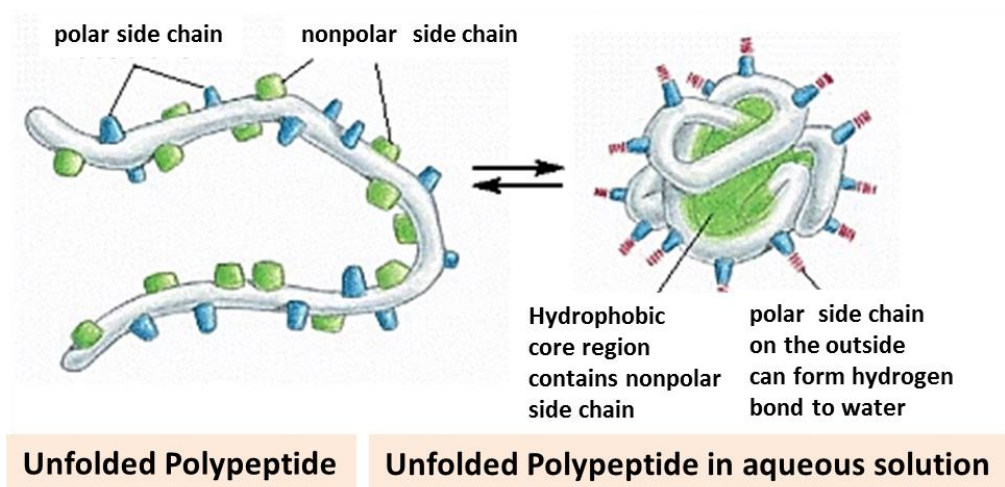 polar side chain
nonpolar side chain
Hydrophobic
core region
contains nonpolar
side chain
polar side chain
on the outside
can form hydrogen
bond to water
Unfolded Polypeptide
Unfolded Polypeptide in aqueous solution